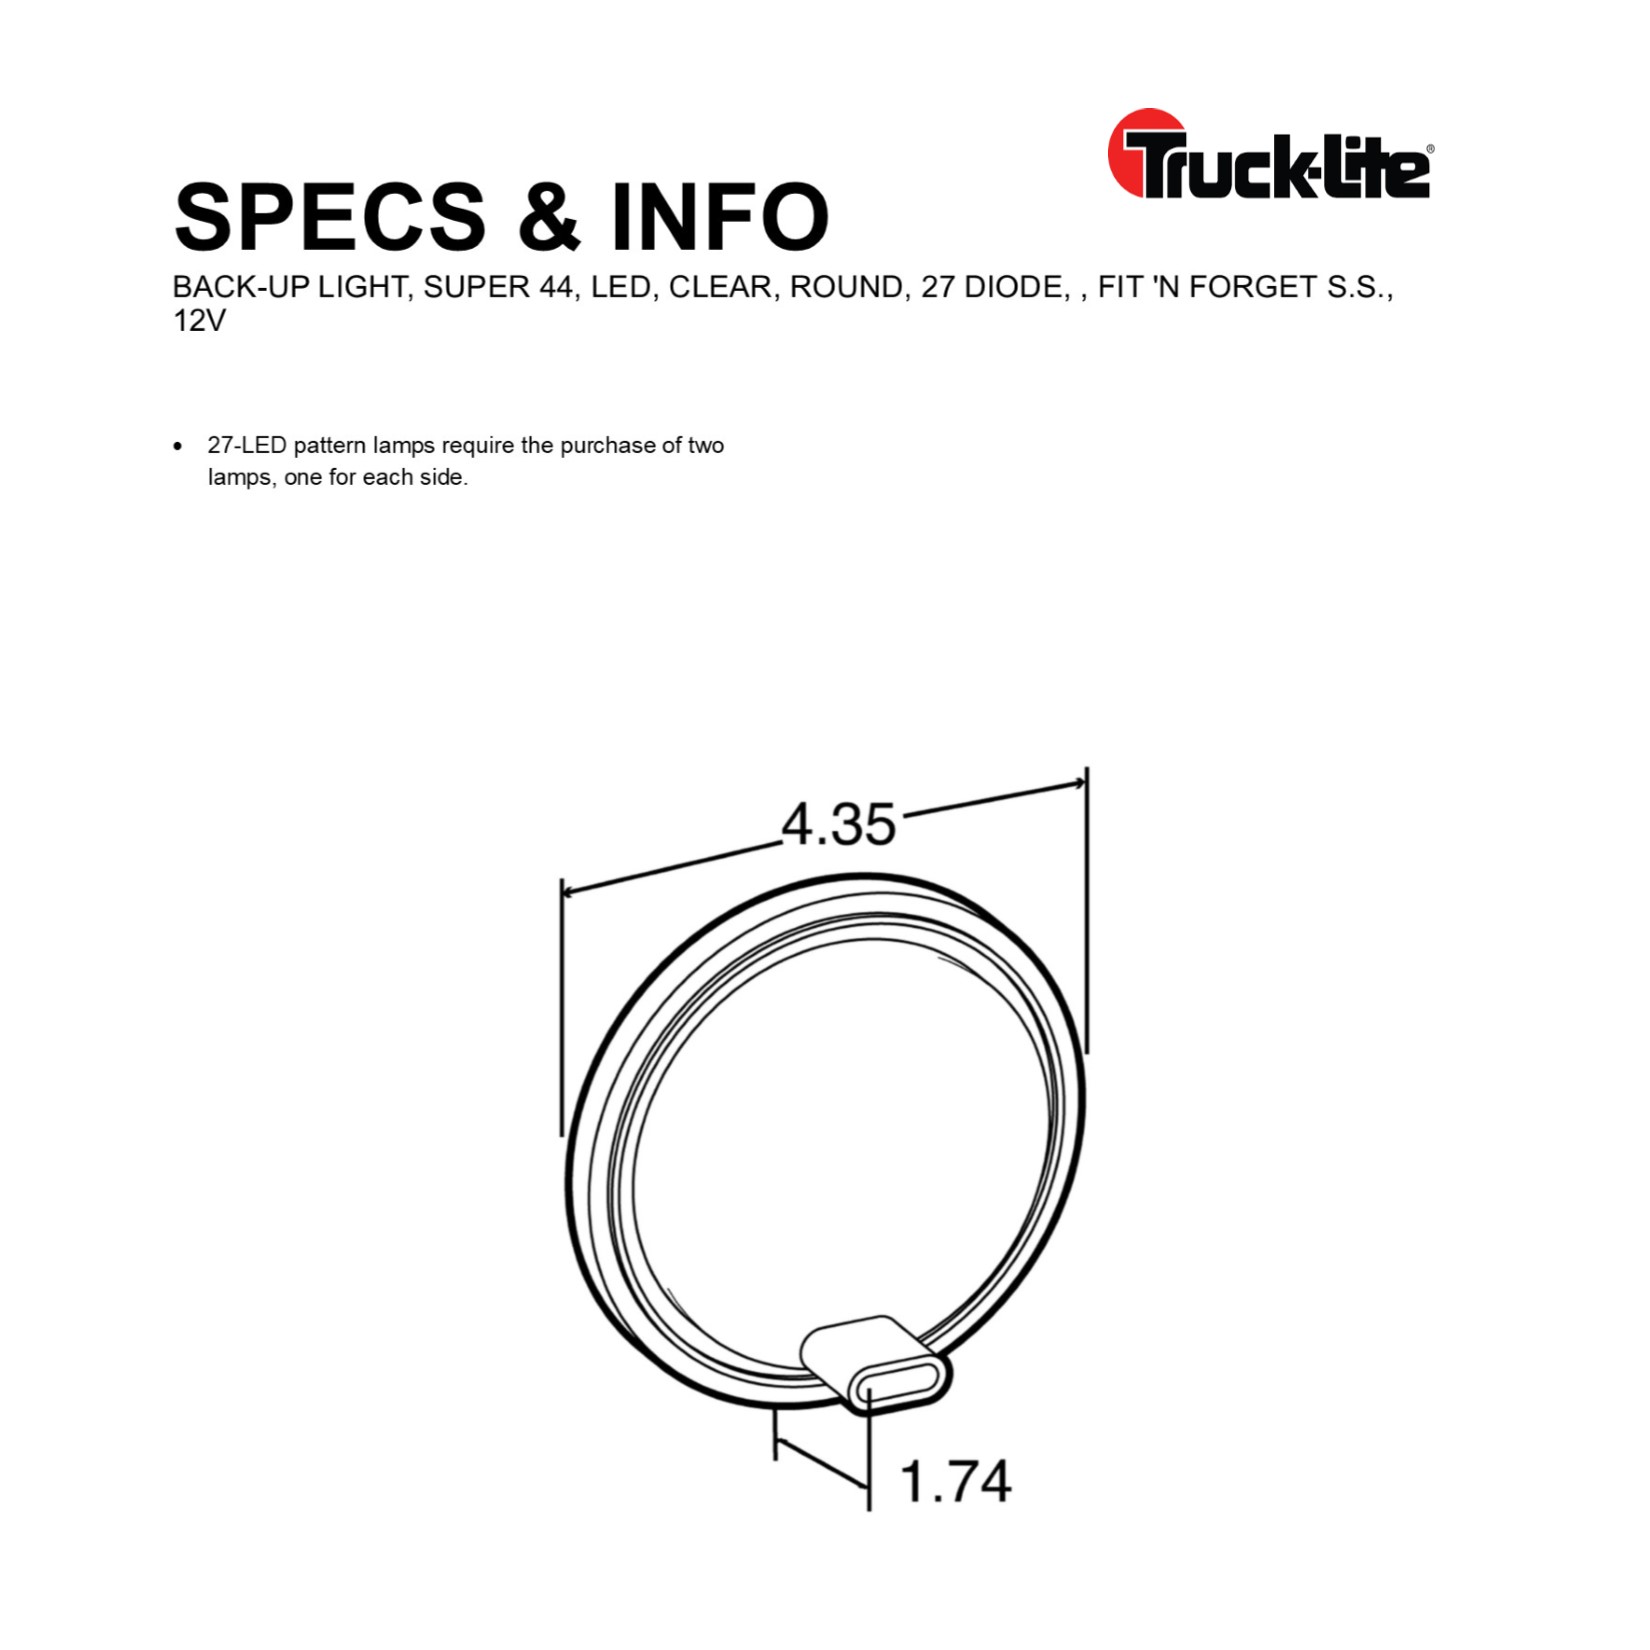 Truck-Lite®
SPECS & INFO
BACK-UP LIGHT, SUPER 44, LED, CLEAR, ROUND, 27 DIODE, , FIT 'N FORGET S.S.,
12V
• 27-LED pattern lamps require the purchase of two
lamps, one for each side.
4.35
1.74